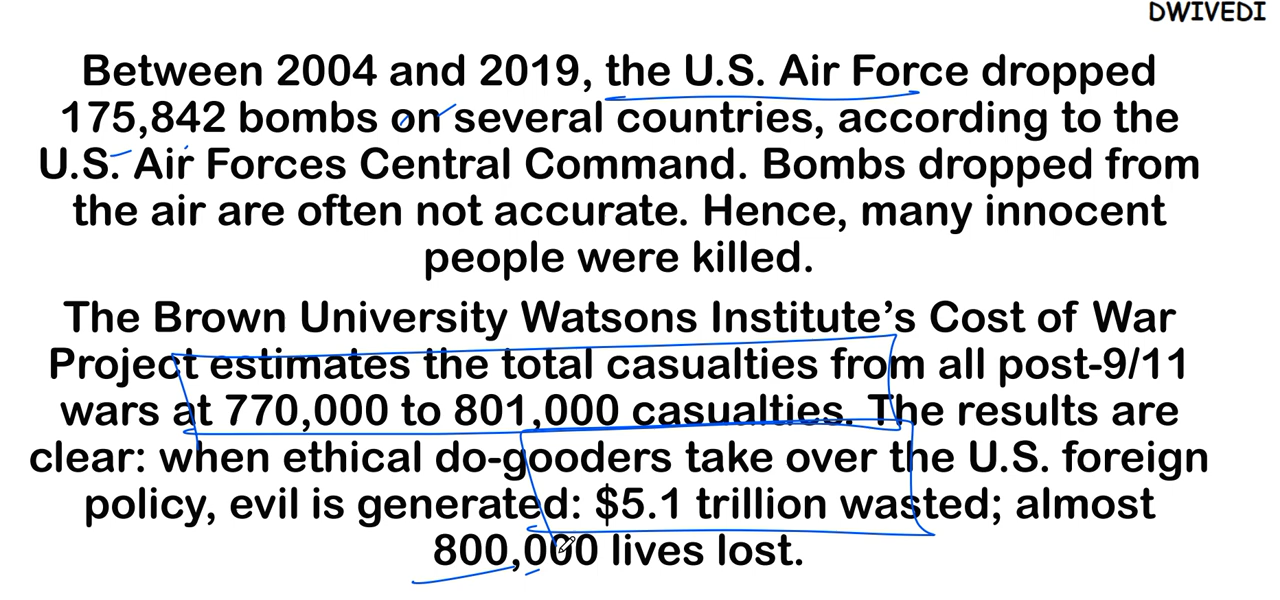 DWIVEDI
Between 2004 and 2019, the U.S. Air Force dropped
175,842 bombs on several countries, according to the
U.S. Air Forces Central Command. Bombs dropped from
the air are often not accurate. Hence, many innocent
people were killed.
The Brown University Watsons Institute’s Cost of War
Project estimates the total casualties from all post-9/11
wars at 770,000 to 801,000 casualties. The results are
clear: when ethical do-gooders take over the U.S. foreign
policy, evil is generated: $5.1 trillion wasted; almost
800,000 lives lost.